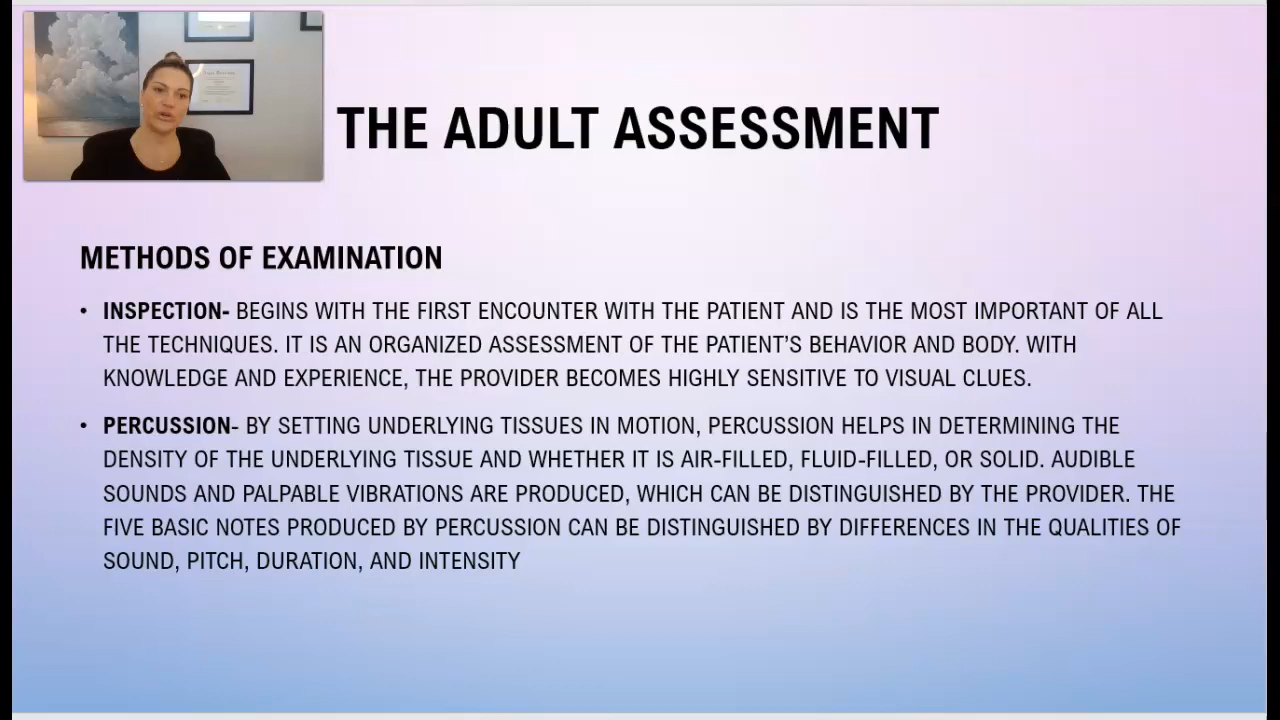 THE ADULT ASSESSMENT
METHODS OF EXAMINATION
• INSPECTION- BEGINS WITH THE FIRST ENCOUNTER WITH THE PATIENT AND IS THE MOST IMPORTANT OF ALL
THE TECHNIQUES. IT IS AN ORGANIZED ASSESSMENT OF THE PATIENT'S BEHAVIOR AND BODY. WITH
KNOWLEDGE AND EXPERIENCE, THE PROVIDER BECOMES HIGHLY SENSITIVE TO VISUAL CLUES.
• PERCUSSION- BY SETTING UNDERLYING TISSUES IN MOTION, PERCUSSION HELPS IN DETERMINING THE
DENSITY OF THE UNDERLYING TISSUE AND WHETHER IT IS AIR-FILLED, FLUID-FILLED, OR SOLID. AUDIBLE
SOUNDS AND PALPABLE VIBRATIONS ARE PRODUCED, WHICH CAN BE DISTINGUISHED BY THE PROVIDER. THE
FIVE BASIC NOTES PRODUCED BY PERCUSSION CAN BE DISTINGUISHED BY DIFFERENCES IN THE QUALITIES OF
SOUND, PITCH, DURATION, AND INTENSITY